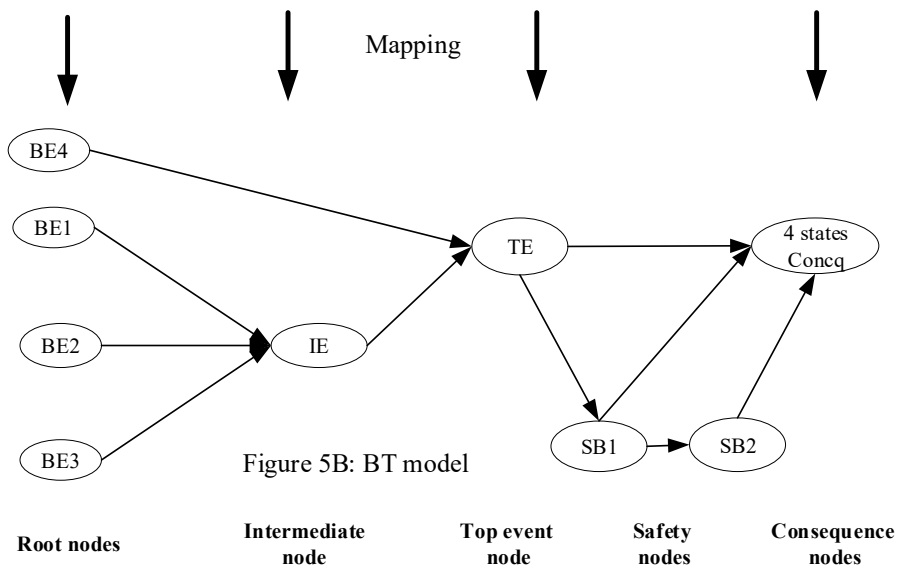 Mapping
BE4
BE1
TE
4 states
Concq
BE2
IE
SB1
SB2
BE3
Figure 5B: BT model
Root nodes
Intermediate
node
Top event
node
Safety
nodes
Consequence
nodes